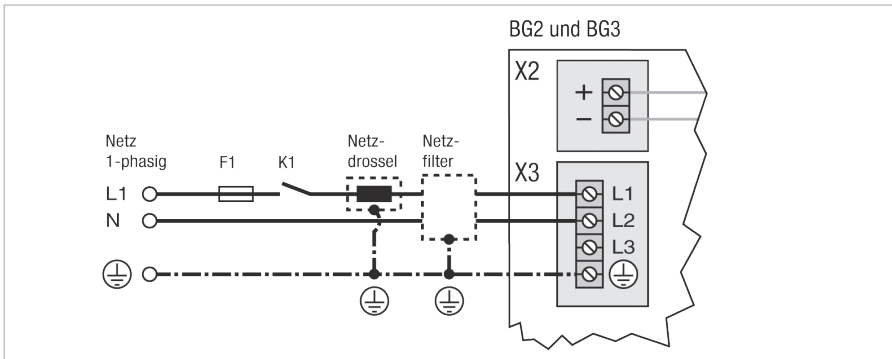 BG2 und BG3
X2
+
−
Netz
1-phasig
F1
K1
Netz-
drossel
Netz-
filter
X3
L1
L1
N
L2
L3